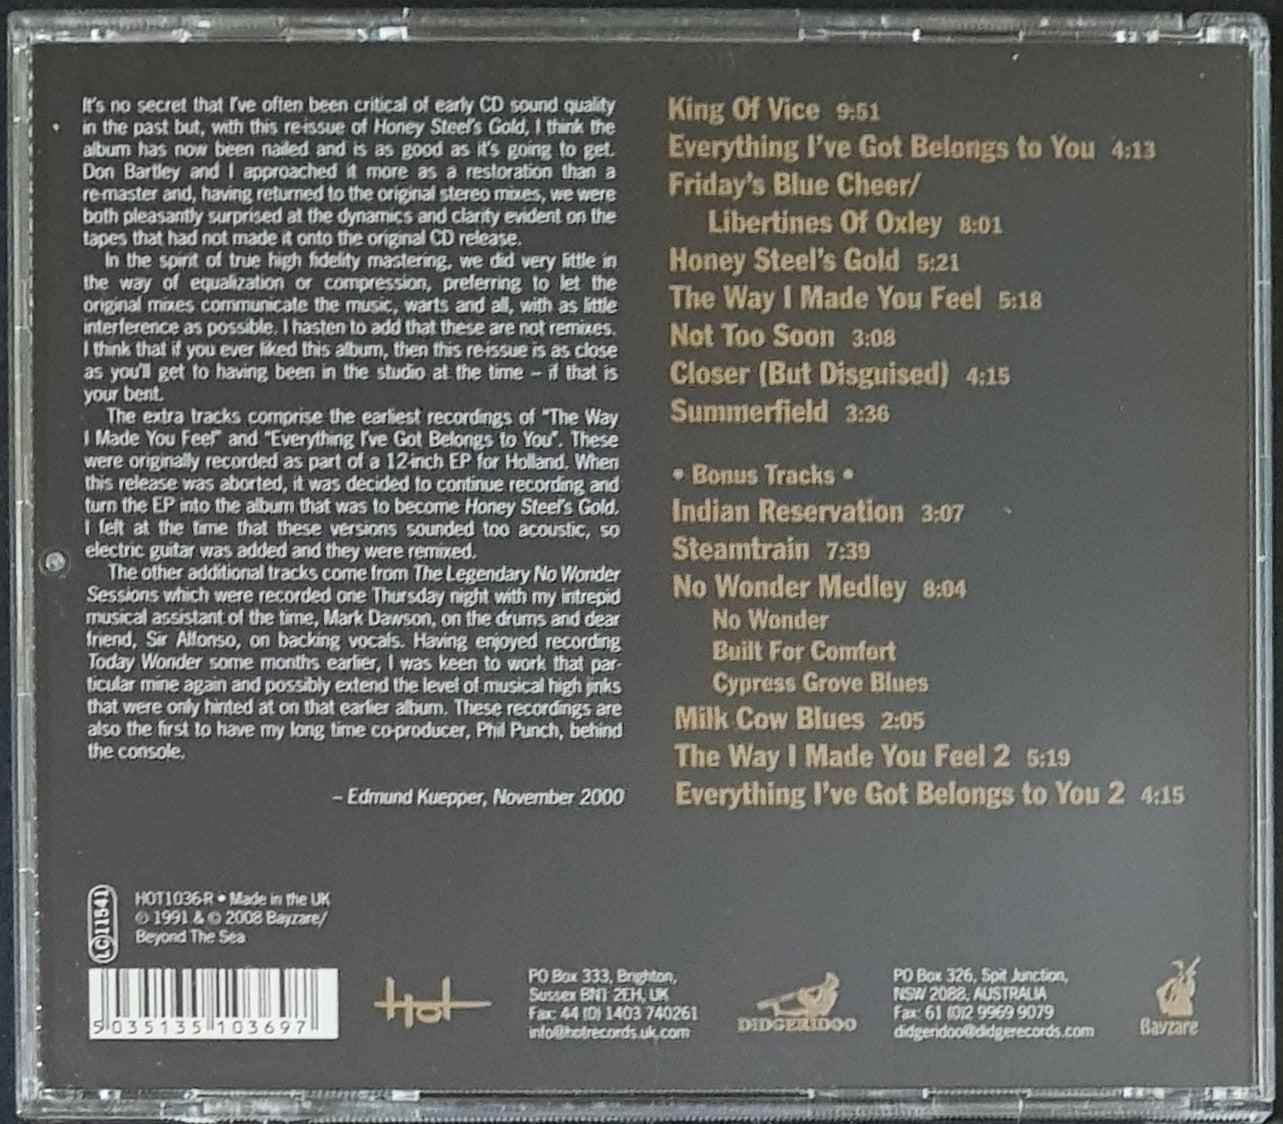 It's no secret that I've often been critical of early CD sound quality
in the past but, with this re-issue of Honey Steel's Gold, I think the
album has now been nailed and is as good as it's going to get.
Don Bartley and I approached it more as a restoration than a
re-master and, having returned to the original stereo mixes, we were
both pleasantly surprised at the dynamics and clarity evident on the
tapes that had not made it onto the original CD release.
In the spirit of true high fidelity mastering, we did very little in
the way of equalization or compression, preferring to let the
original mixes communicate the music, warts and all, with as little
interference as possible. I hasten to add that these are not remixes.
I think that if you ever liked this album, then this re-issue is as close
as you'll get to having been in the studio at the time – if that is
your bent.
The extra tracks comprise the earliest recordings of "The Way
I Made You Feel" and "Everything I've Got Belongs to You". These
were originally recorded as part of a 12-inch EP for Holland. When
this release was aborted, it was decided to continue recording and
turn the EP into the album that was to become Honey Steel's Gold.
I felt at the time that these versions sounded too acoustic, so
electric guitar was added and they were remixed.
The other additional tracks come from The Legendary No Wonder
Sessions which were recorded one Thursday night with my intrepid
musical assistant of the time, Mark Dawson, on the drums and dear
friend, Sir Alfonso, on backing vocals. Having enjoyed recording
Today Wonder some months earlier, I was keen to work that par-
ticular mine again and possibly extend the level of musical high jinks
that were only hinted at on that earlier album. These recordings are
also the first to have my long time co-producer, Phil Punch, behind
the console.
– Edmund Kuepper, November 2000
King Of Vice 9:51
Everything I've Got Belongs to You 4:13
Friday's Blue Cheer/
Libertines Of Oxley 8:01
Honey Steel's Gold 5:21
The Way I Made You Feel 5:18
Not Too Soon 3:08
Closer (But Disguised) 4:15
Summerfield 3:36
• Bonus Tracks •
Indian Reservation 3:07
Steamtrain 7:39
No Wonder Medley 8:04
No Wonder
Built For Comfort
Cypress Grove Blues
Milk Cow Blues 2:05
The Way I Made You Feel 2 5:19
Everything I've Got Belongs to You 2 4:15
LC 11541
HOT1036-R • Made in the UK
℗ 1991 & © 2008 Bayzare/
Beyond The Sea
5 035135 103697
Hot
PO Box 333, Brighton,
Sussex BN1 2EH, UK
Fax: 44 (0) 1403 740261
info@hotrecords.uk.com
DIDGERIDOO
PO Box 326, Spit Junction,
NSW 2088, AUSTRALIA
Fax: 61 (0)2 9969 9079
didgeridoo@didgerecords.com
Bayzare